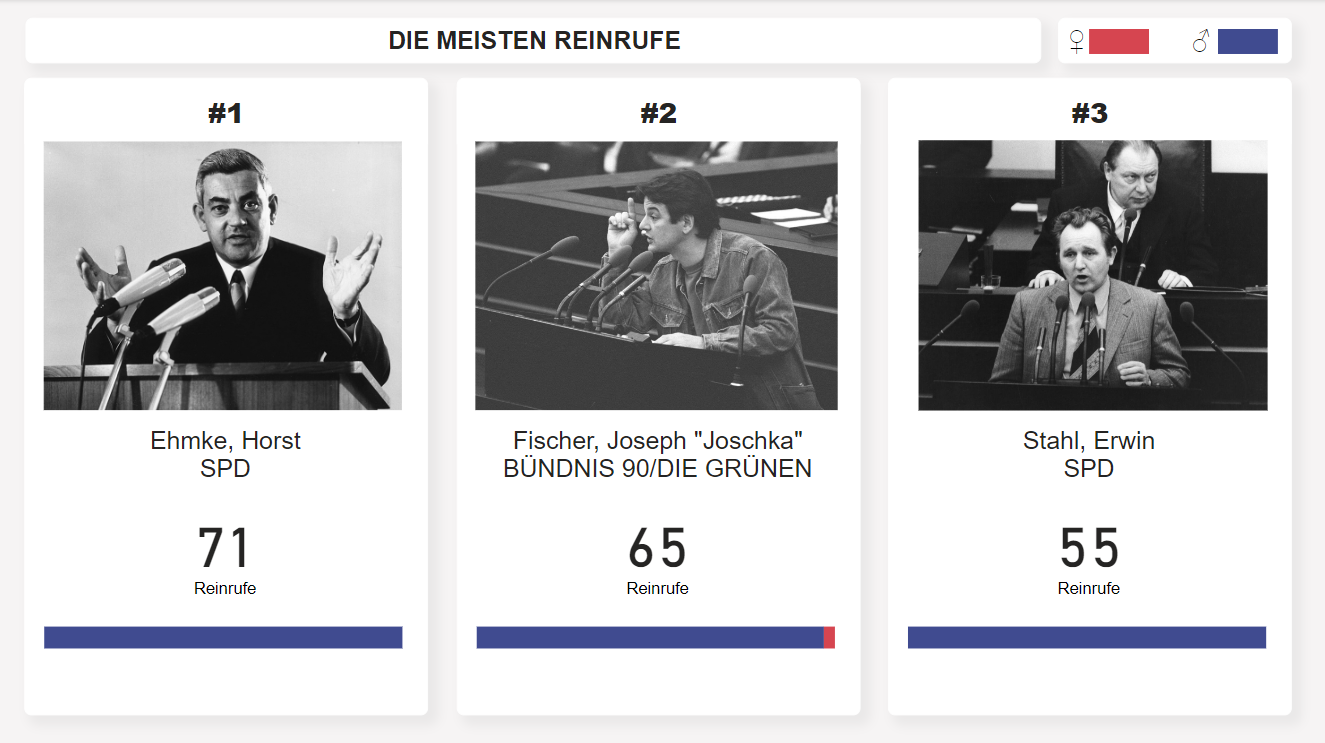 DIE MEISTEN REINRUFE
♀ ♂
#1
Ehmke, Horst
SPD
71
Reinrufe
#2
Fischer, Joseph "Joschka"
BÜNDNIS 90/DIE GRÜNEN
65
Reinrufe
#3
Stahl, Erwin
SPD
55
Reinrufe